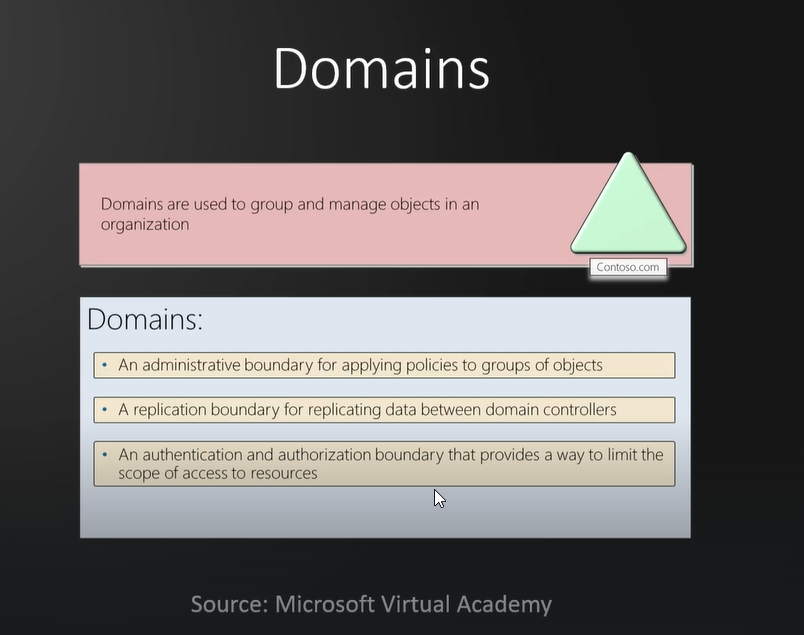 Domains
Domains are used to group and manage objects in an
organization
Contoso.com
Domains:
• An administrative boundary for applying policies to groups of objects
• A replication boundary for replicating data between domain controllers
• An authentication and authorization boundary that provides a way to limit the
scope of access to resources
Source: Microsoft Virtual Academy